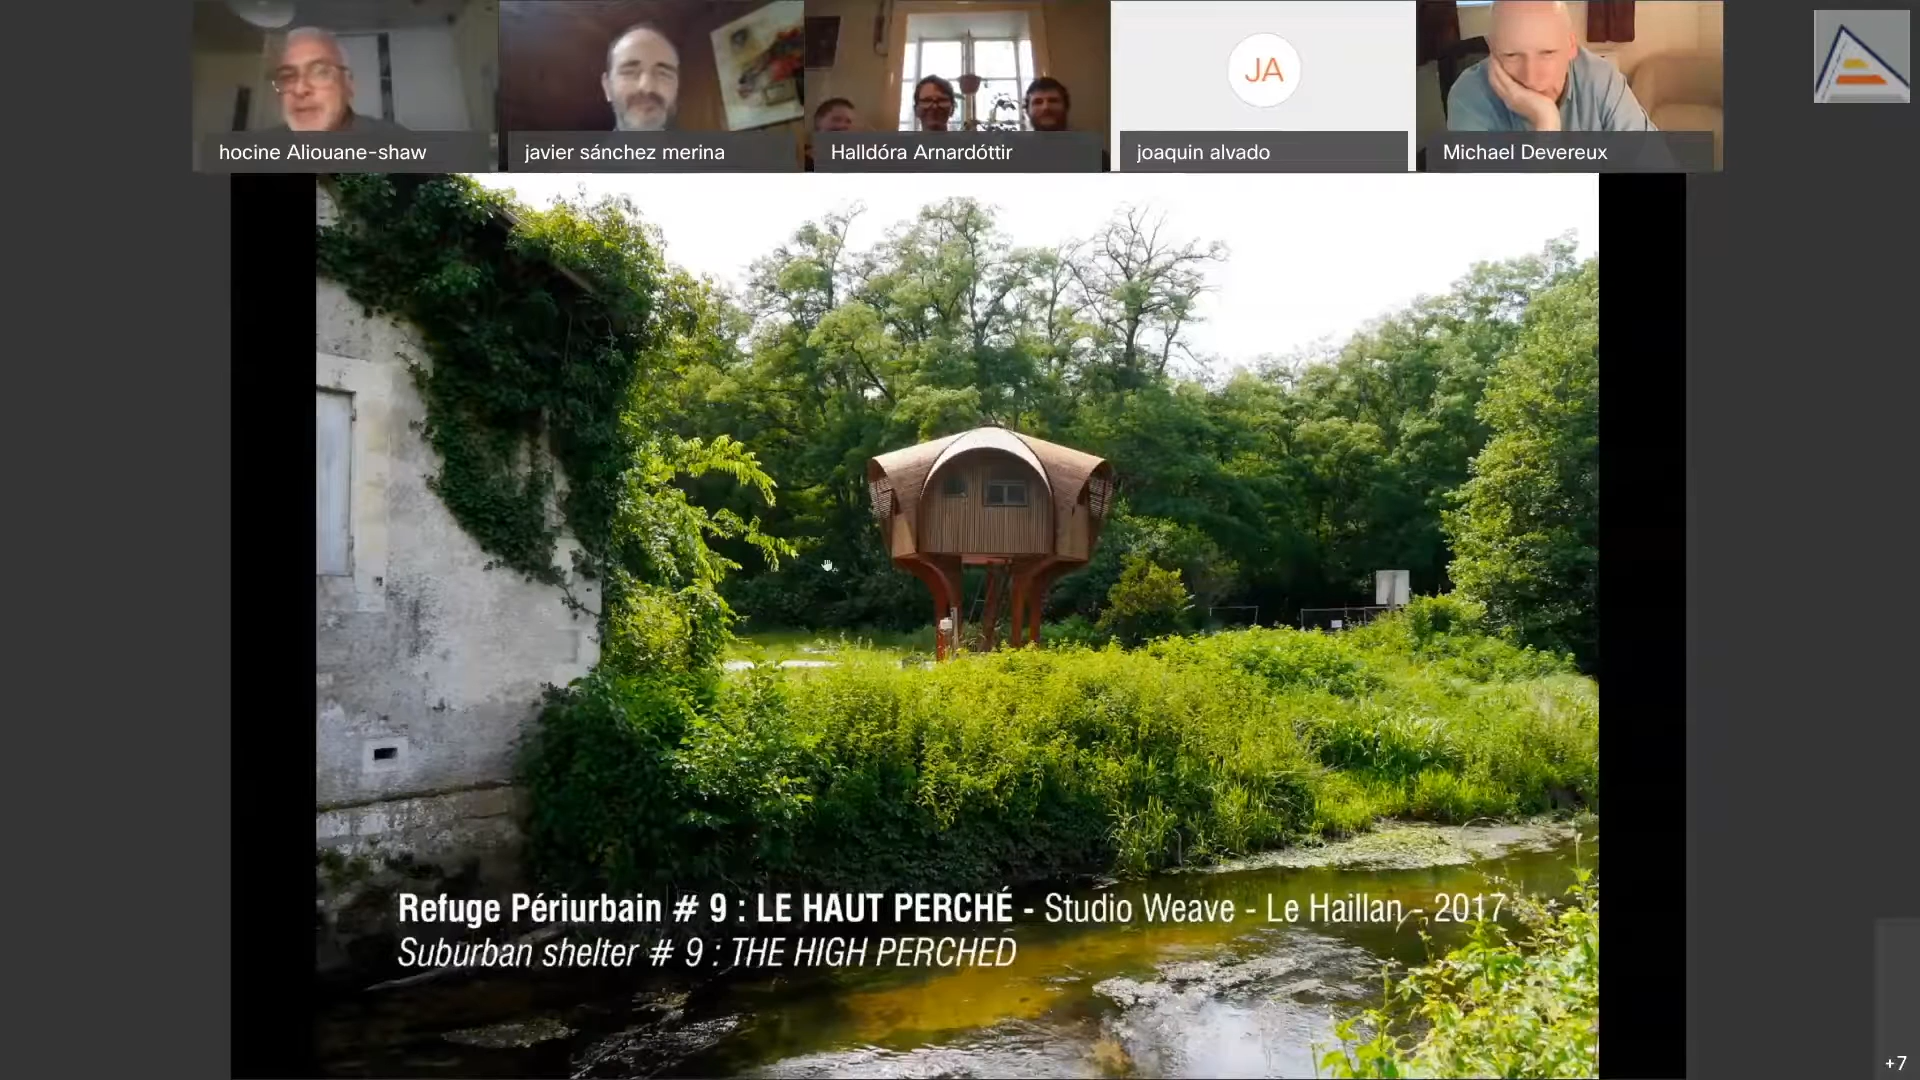 hocine Aliouane-shaw
javier sánchez merina
Halldóra Arnardóttir
JA
joaquin alvado
Michael Devereux
Refuge Périurbain # 9 : LE HAUT PERCHÉ - Studio Weave - Le Haillan - 2017
Suburban shelter # 9 : THE HIGH PERCHED
+7